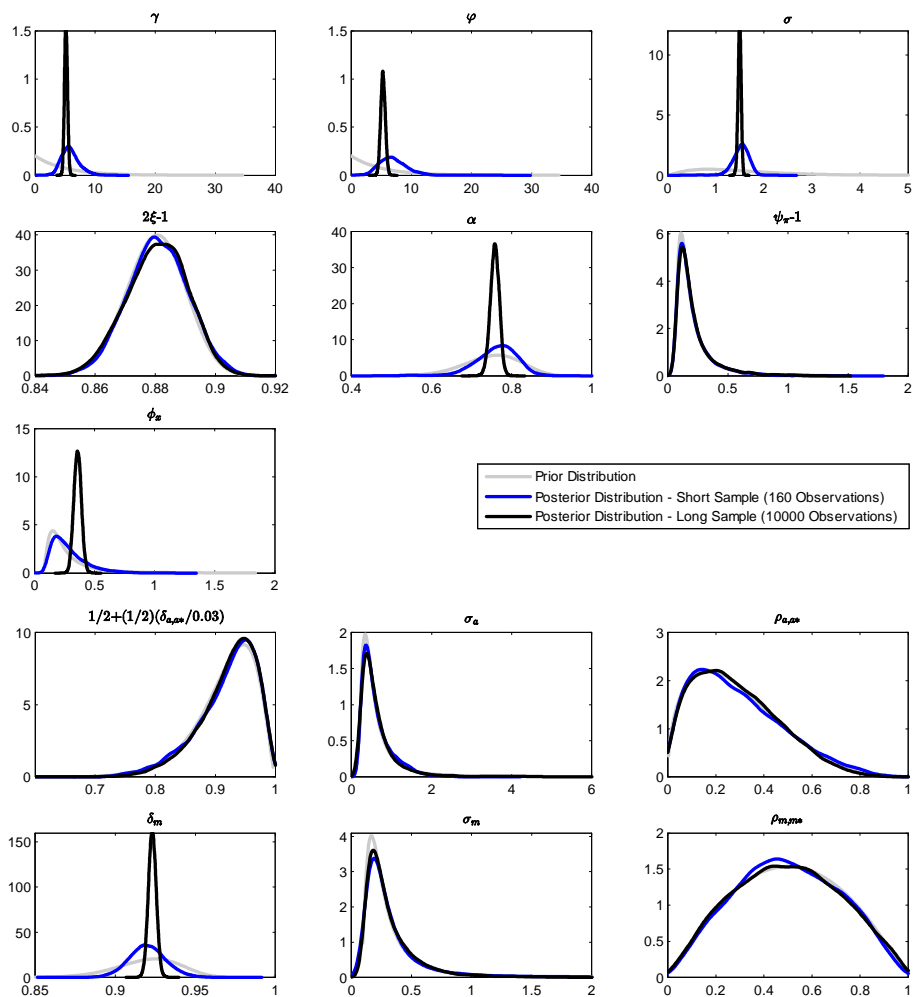 γ
φ
σ
1.5
1
0.5
0
0 10 20 30 40
1.5
1
0.5
0
0 10 20 30 40
10
5
0
0 1 2 3 4 5
2ξ-1
α
ψπ-1
40
30
20
10
0
0.84 0.86 0.88 0.9 0.92
40
30
20
10
0
0.4 0.6 0.8 1
6
4
2
0
0 0.5 1 1.5 2
ϕx
15
10
5
0
0 0.5 1 1.5 2
Prior Distribution
Posterior Distribution - Short Sample (160 Observations)
Posterior Distribution - Long Sample (10000 Observations)
1/2+(1/2)(δa,a*/0.03)
σa
ρa,a*
10
5
0
0.7 0.8 0.9 1
2
1.5
1
0.5
0
0 2 4 6
3
2
1
0
0 0.2 0.4 0.6 0.8 1
δm
σm
ρm,m*
150
100
50
0
0.85 0.9 0.95 1
4
3
2
1
0
0 0.5 1 1.5 2
2
1.5
1
0.5
0
0 0.2 0.4 0.6 0.8 1